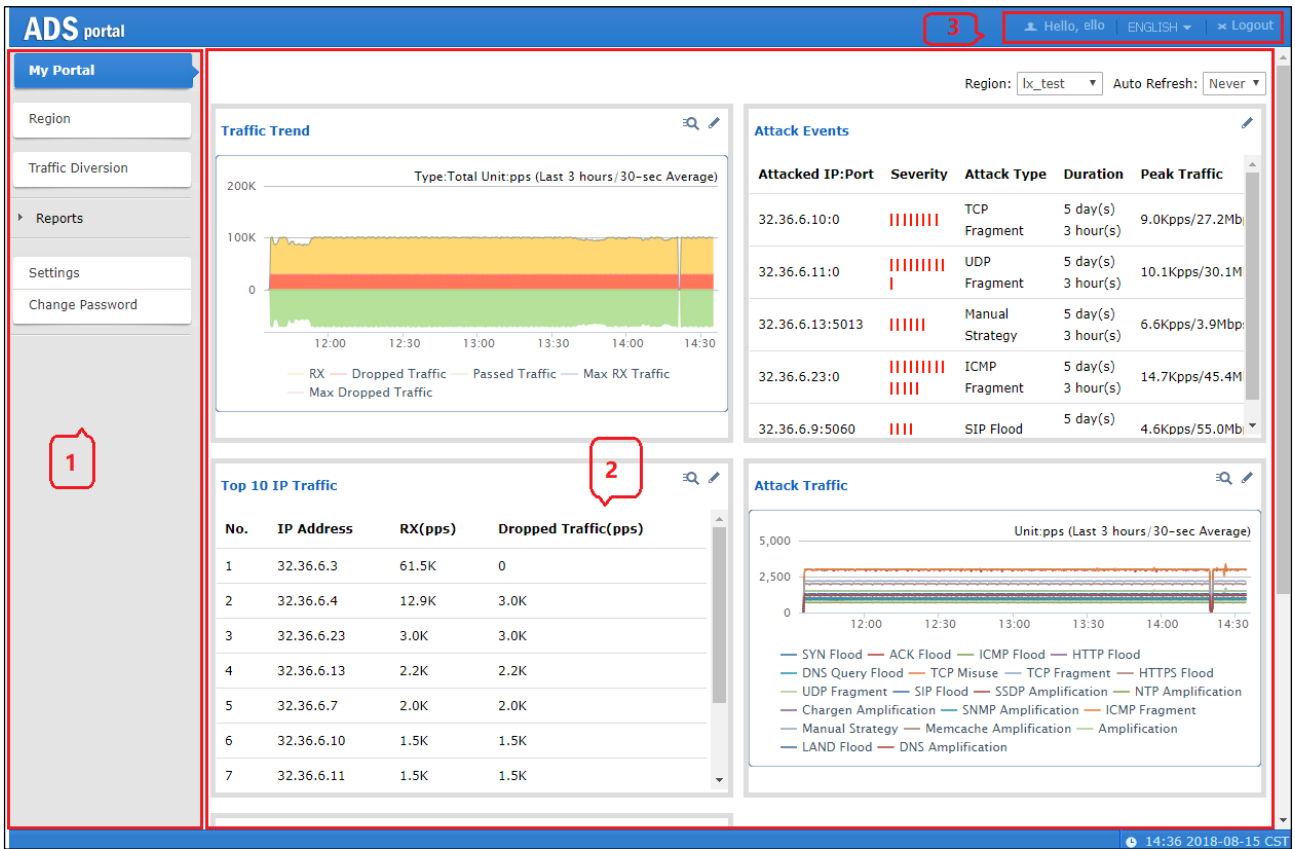 ADS portal
3
Hello, ello
ENGLISH
Logout
My Portal
Region
Traffic Diversion
Reports
Settings
Change Password
1
Region: lx_test Auto Refresh: Never
Traffic Trend
Type:Total Unit:pps (Last 3 hours/30-sec Average)
200K
100K
0
12:00 12:30 13:00 13:30 14:00 14:30
RX Dropped Traffic Passed Traffic Max RX Traffic
Max Dropped Traffic
Attack Events
Attacked IP:Port Severity Attack Type Duration Peak Traffic
32.36.6.10:0 TCP Fragment 5 day(s) 3 hour(s) 9.0Kpps/27.2Mb
32.36.6.11:0 UDP Fragment 5 day(s) 3 hour(s) 10.1Kpps/30.1M
32.36.6.13:5013 Manual Strategy 5 day(s) 3 hour(s) 6.6Kpps/3.9Mbp
32.36.6.23:0 ICMP Fragment 5 day(s) 3 hour(s) 14.7Kpps/45.4M
32.36.6.9:5060 SIP Flood 5 day(s) 4.6Kpps/55.0Mb
2
Top 10 IP Traffic
No. IP Address RX(pps) Dropped Traffic(pps)
1 32.36.6.3 61.5K 0
2 32.36.6.4 12.9K 3.0K
3 32.36.6.23 3.0K 3.0K
4 32.36.6.13 2.2K 2.2K
5 32.36.6.7 2.0K 2.0K
6 32.36.6.10 1.5K 1.5K
7 32.36.6.11 1.5K 1.5K
Attack Traffic
Unit:pps (Last 3 hours/30-sec Average)
5,000
2,500
0
12:00 12:30 13:00 13:30 14:00 14:30
SYN Flood ACK Flood ICMP Flood HTTP Flood
DNS Query Flood TCP Misuse TCP Fragment HTTPS Flood
UDP Fragment SIP Flood SSDP Amplification NTP Amplification
Chargen Amplification SNMP Amplification ICMP Fragment
Manual Strategy Memcache Amplification Amplification
LAND Flood DNS Amplification
14:36 2018-08-15 CST